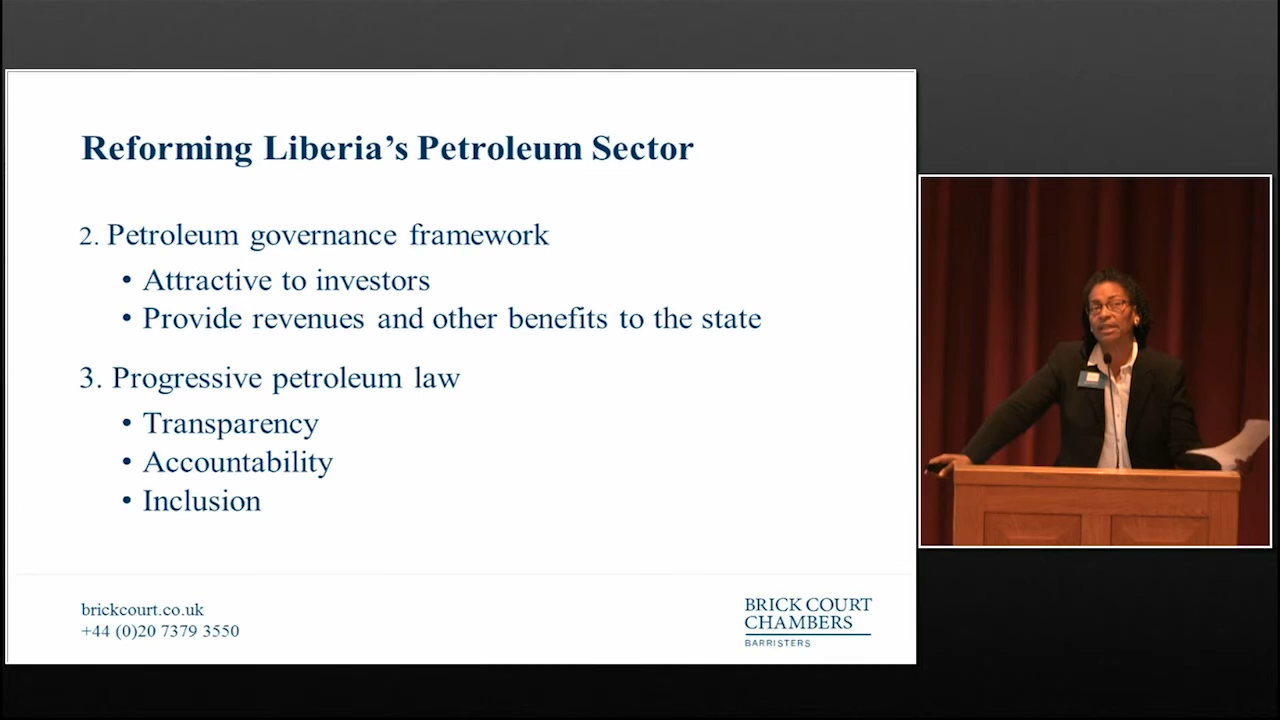 Reforming Liberia's Petroleum Sector
2. Petroleum governance framework
• Attractive to investors
• Provide revenues and other benefits to the state
3. Progressive petroleum law
• Transparency
• Accountability
• Inclusion
brickcourt.co.uk
+44 (0)20 7379 3550
BRICK COURT
CHAMBERS
BARRISTERS